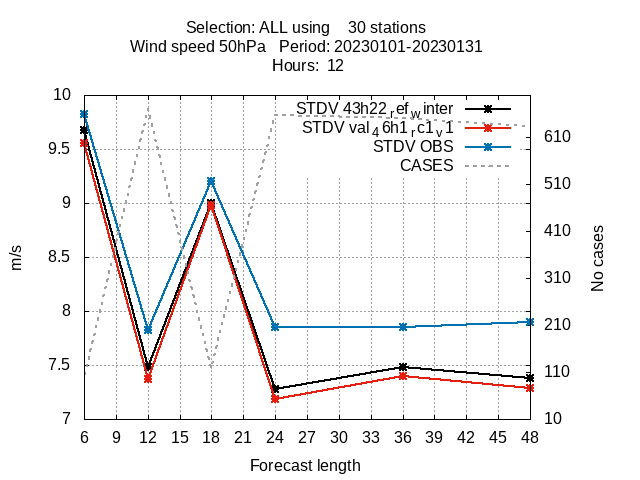 Selection: ALL using    30 stations
Wind speed 50hPa   Period: 20230101-20230131
Hours:  12
10
9.5
9
8.5
8
7.5
7
m/s
STDV 43h22refwinter
STDV val46h1rc1v1
STDV OBS
CASES
610
510
410
310
210
110
10
No cases
6 9 12 15 18 21 24 27 30 33 36 39 42 45 48
Forecast length